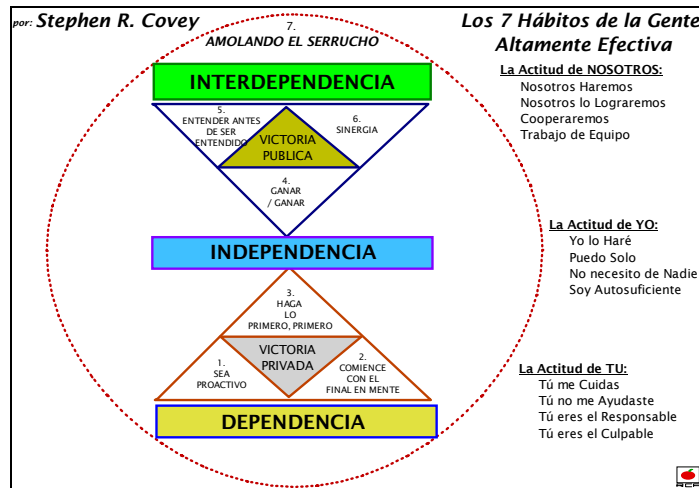 por: Stephen R. Covey
Los 7 Hábitos de la Gente
Altamente Efectiva
7.
AMOLANDO EL SERRUCHO
INTERDEPENDENCIA
5.
ENTENDER ANTES
DE SER
ENTENDIDO
6.
SINERGIA
VICTORIA
PUBLICA
4.
GANAR
/ GANAR
INDEPENDENCIA
3.
HAGA
LO
PRIMERO, PRIMERO
VICTORIA
PRIVADA
1.
SEA
PROACTIVO
2.
COMIENCE
CON EL
FINAL EN MENTE
DEPENDENCIA
La Actitud de NOSOTROS:
Nosotros Haremos
Nosotros lo Lograremos
Cooperaremos
Trabajo de Equipo
La Actitud de YO:
Yo lo Haré
Puedo Solo
No necesito de Nadie
Soy Autosuficiente
La Actitud de TU:
Tú me Cuidas
Tú no me Ayudaste
Tú eres el Responsable
Tú eres el Culpable